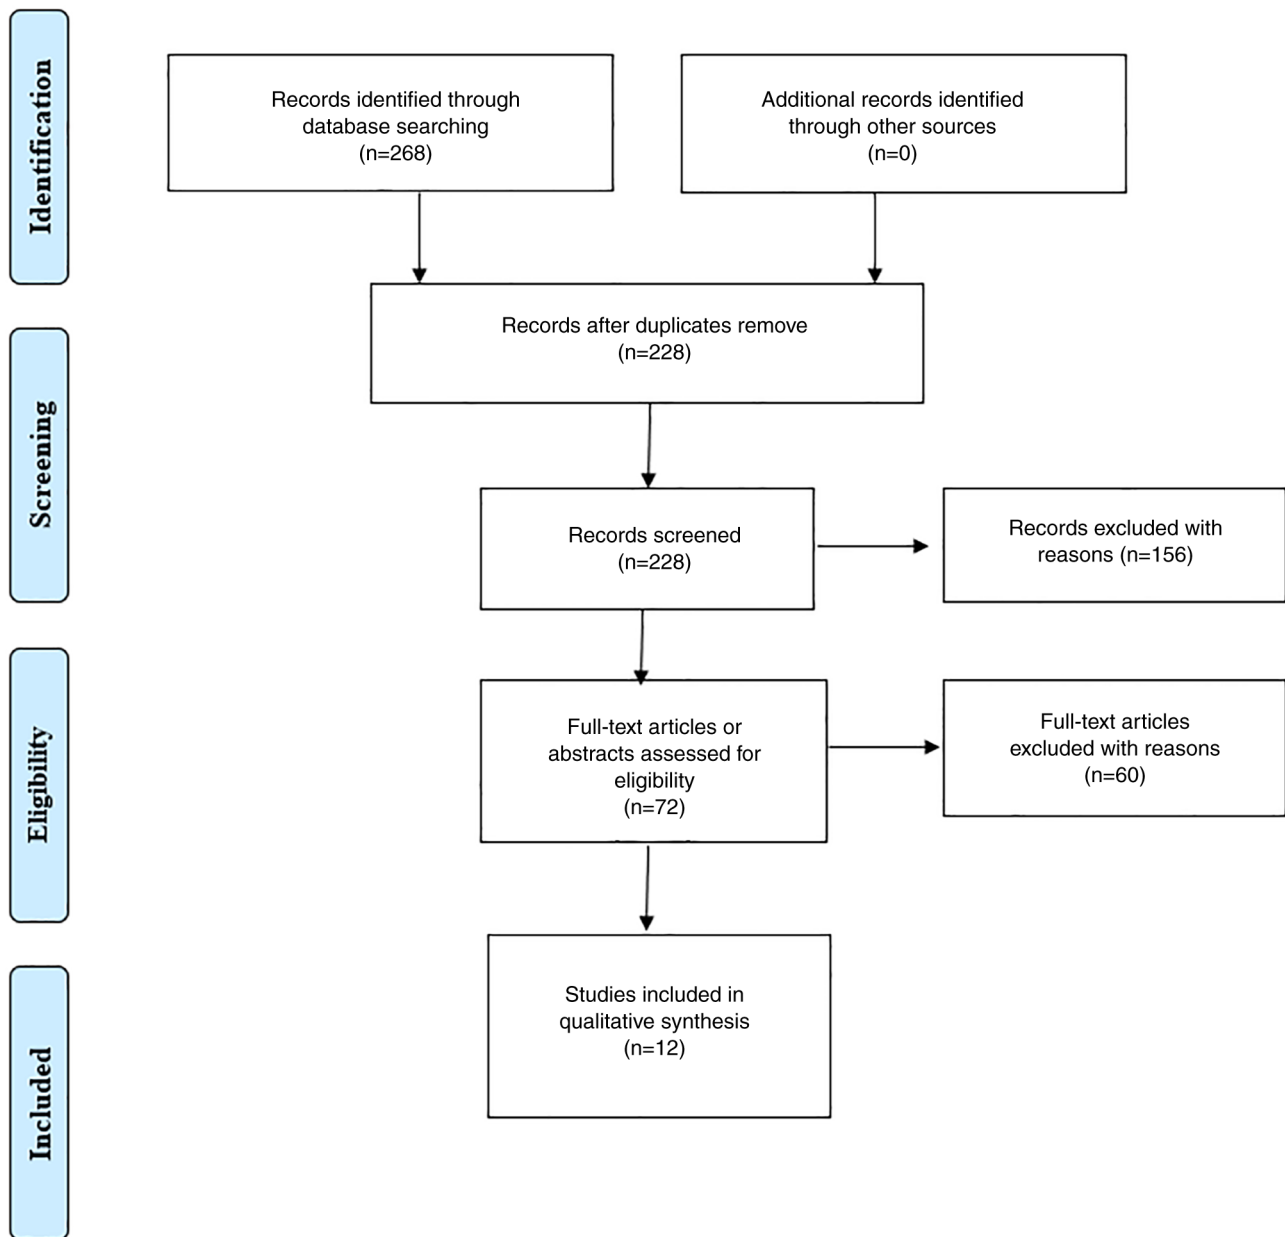 Identification
Records identified through
database searching
(n=268)
Additional records identified
through other sources
(n=0)
Records after duplicates remove
(n=228)
Screening
Records screened
(n=228)
Records excluded with
reasons (n=156)
Eligibility
Full-text articles or
abstracts assessed for
eligibility
(n=72)
Full-text articles
excluded with reasons
(n=60)
Included
Studies included in
qualitative synthesis
(n=12)